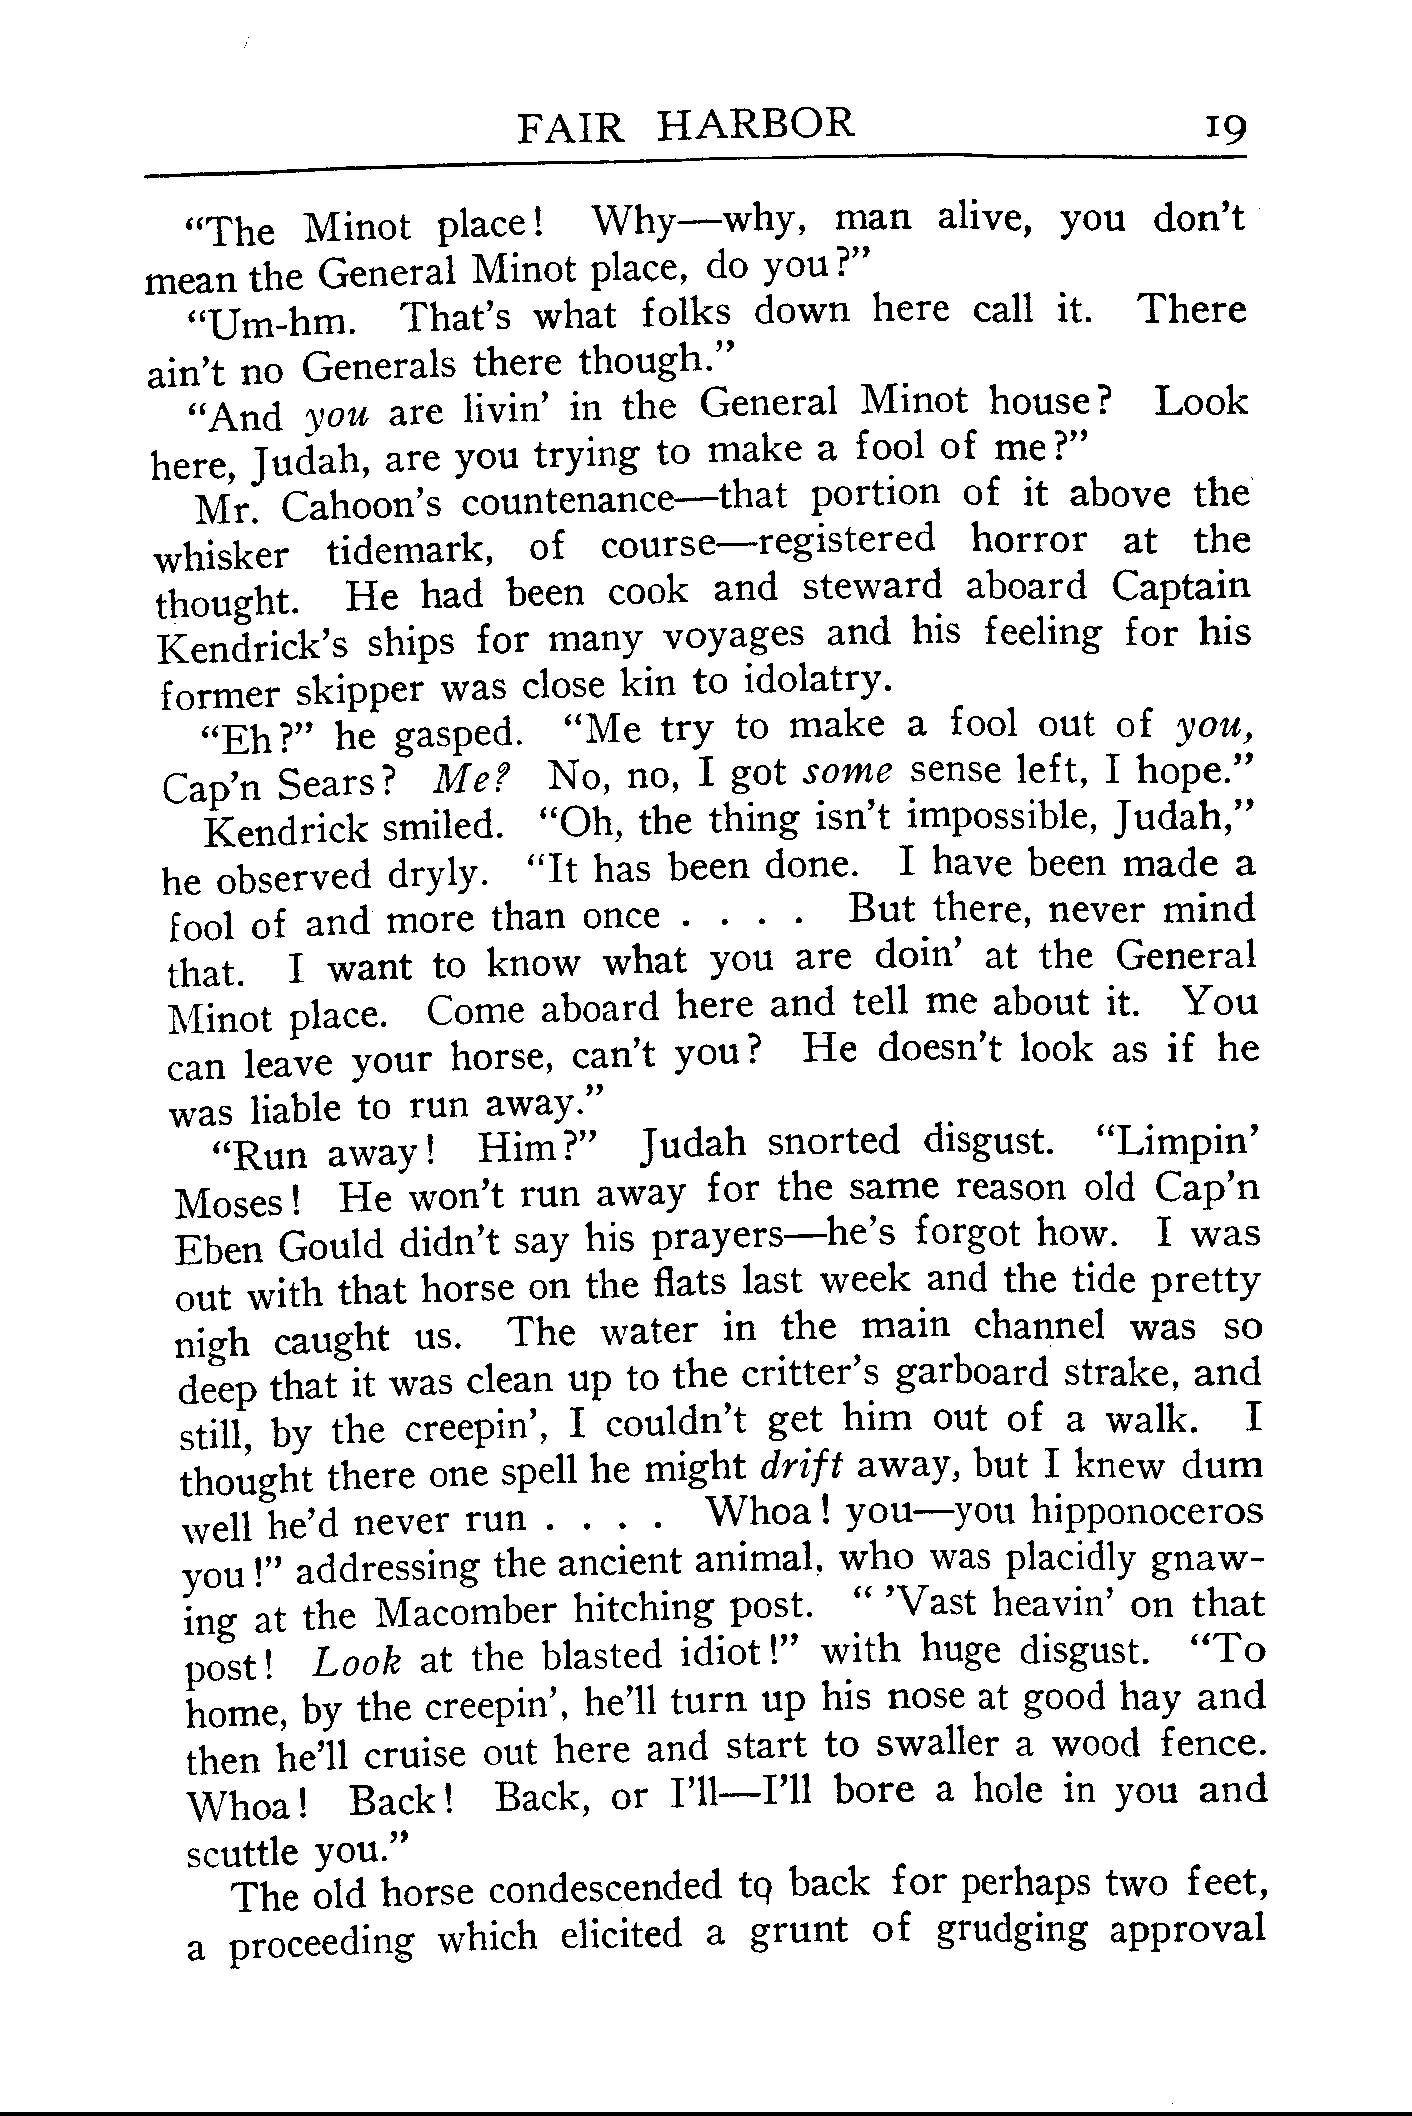 FAIR HARBOR 19
“The Minot place! Why—why, man alive, you don’t
mean the General Minot place, do you?”
“Um-hm. That’s what folks down here call it. There
ain’t no Generals there though.”
“And you are livin’ in the General Minot house? Look
here, Judah, are you trying to make a fool of me?”
Mr. Cahoon’s countenance—that portion of it above the
whisker tidemark, of course—registered horror at the
thought. He had been cook and steward aboard Captain
Kendrick’s ships for many voyages and his feeling for his
former skipper was close kin to idolatry.
“Eh?” he gasped. “Me try to make a fool out of you,
Cap’n Sears? Me? No, no, I got some sense left, I hope.”
Kendrick smiled. “Oh, the thing isn’t impossible, Judah,”
he observed dryly. “It has been done. I have been made a
fool of and more than once . . . . But there, never mind
that. I want to know what you are doin’ at the General
Minot place. Come aboard here and tell me about it. You
can leave your horse, can’t you? He doesn’t look as if he
was liable to run away.”
“Run away! Him?” Judah snorted disgust. “Limpin’
Moses! He won’t run away for the same reason old Cap’n
Eben Gould didn’t say his prayers—he’s forgot how. I was
out with that horse on the flats last week and the tide pretty
nigh caught us. The water in the main channel was so
deep that it was clean up to the critter’s garboard strake, and
still, by the creepin’, I couldn’t get him out of a walk. I
thought there one spell he might drift away, but I knew dum
well he’d never run . . . . Whoa! you—you hipponoceros
you!” addressing the ancient animal, who was placidly gnaw-
ing at the Macomber hitching post. “ ’Vast heavin’ on that
post! Look at the blasted idiot!” with huge disgust. “To
home, by the creepin’, he’ll turn up his nose at good hay and
then he’ll cruise out here and start to swaller a wood fence.
Whoa! Back! Back, or I’ll—I’ll bore a hole in you and
scuttle you.”
The old horse condescended to back for perhaps two feet,
a proceeding which elicited a grunt of grudging approval